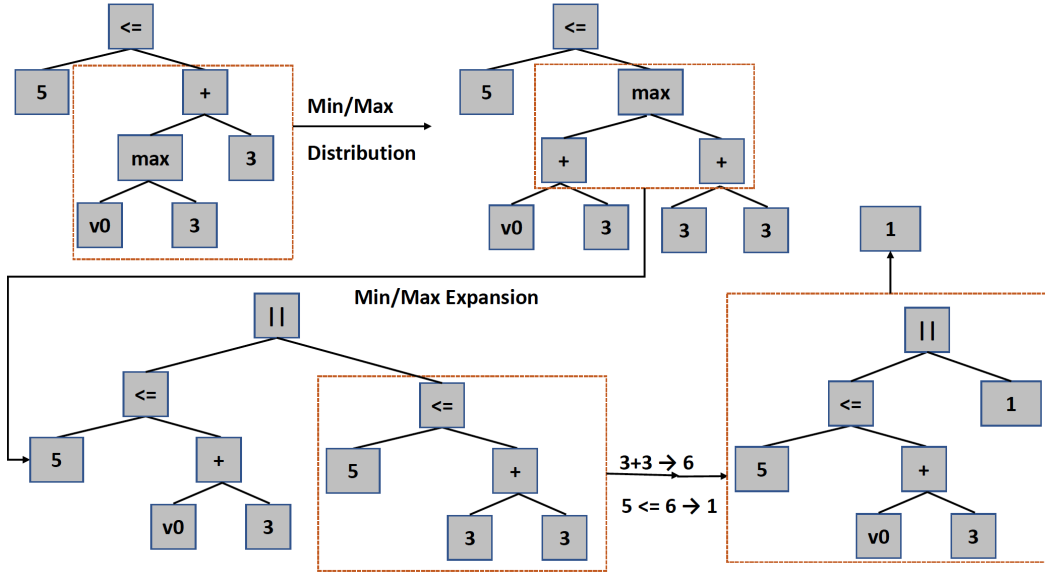 <=
<=
5
+
5
max
Min/Max
Distribution
max
3
+
+
v0
3
v0
3
3
3
1
Min/Max Expansion
||
||
<=
<=
<=
1
5
+
5
+
5
+
3+3 → 6
5 <= 6 → 1
v0
3
3
3
v0
3